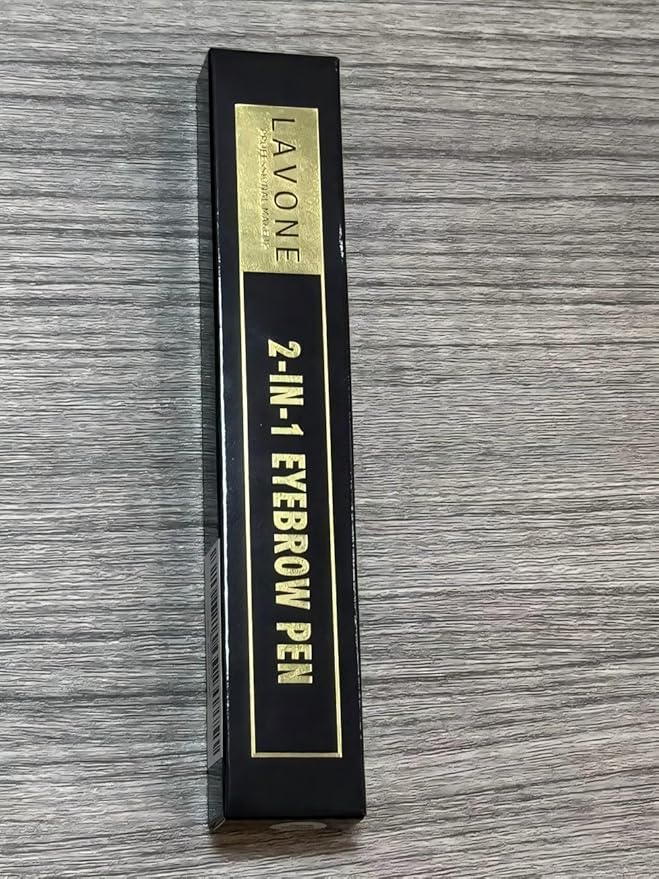 LAVONE
PROFESSIONAL MAKEUP
2-IN-1 EYEBROW PEN